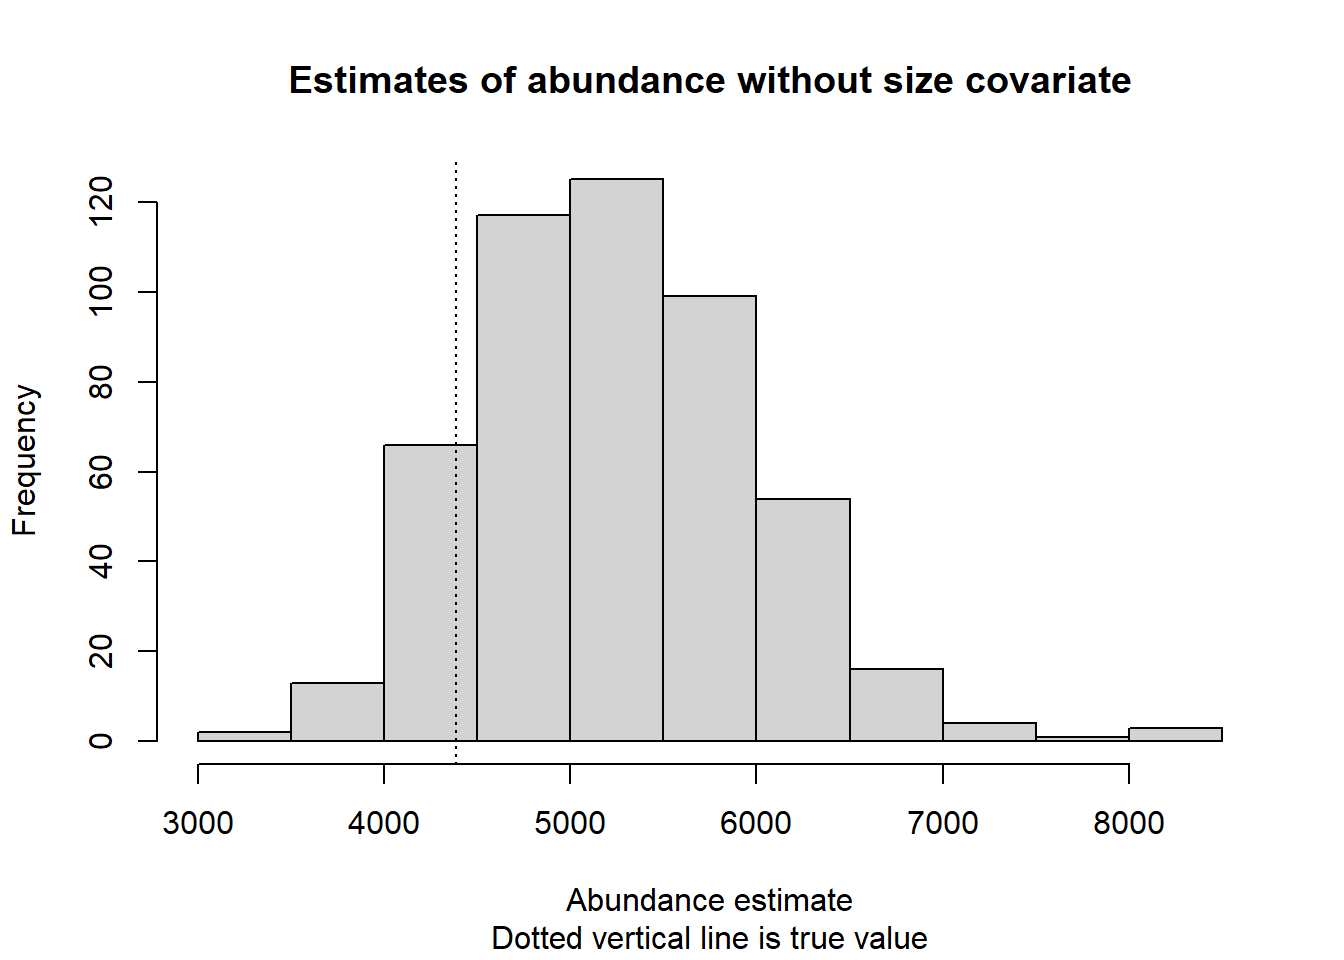 Estimates of abundance without size covariate
120
100
80
60
40
20
0
Frequency
3000 4000 5000 6000 7000 8000
Abundance estimate
Dotted vertical line is true value